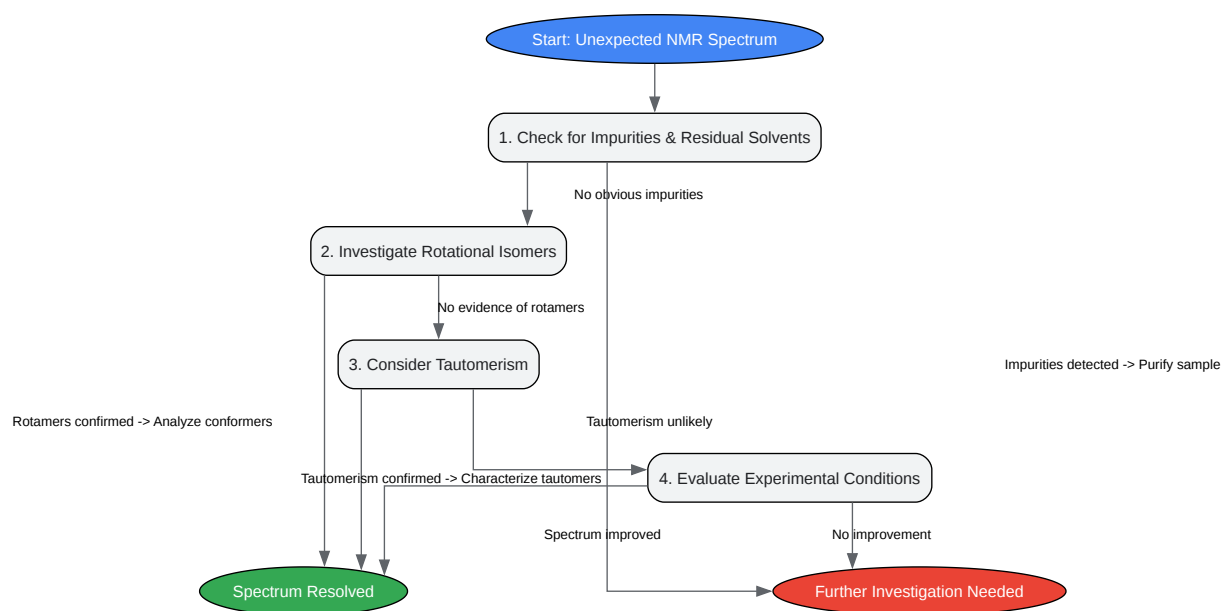 Start: Unexpected NMR Spectrum
1. Check for Impurities & Residual Solvents
No obvious impurities
2. Investigate Rotational Isomers
No evidence of rotamers
3. Consider Tautomerism
Impurities detected -> Purify sample
Rotamers confirmed -> Analyze conformers
Tautomerism unlikely
Tautomerism confirmed -> Characterize tautomers
4. Evaluate Experimental Conditions
Spectrum improved
No improvement
Spectrum Resolved
Further Investigation Needed